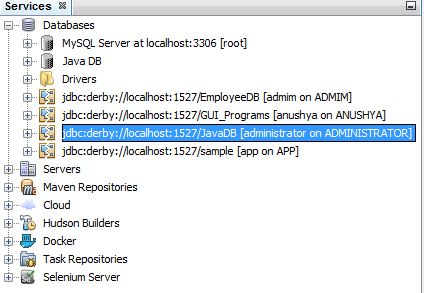 Services
Databases
MySQL Server at localhost:3306 [root]
Java DB
Drivers
jdbc:derby://localhost:1527/EmployeeDB [admim on ADMIM]
jdbc:derby://localhost:1527/GUI_Programs [anushya on ANUSHYA]
jdbc:derby://localhost:1527/JavaDB [administrator on ADMINISTRATOR]
jdbc:derby://localhost:1527/sample [app on APP]
Servers
Maven Repositories
Cloud
Hudson Builders
Docker
Task Repositories
Selenium Server